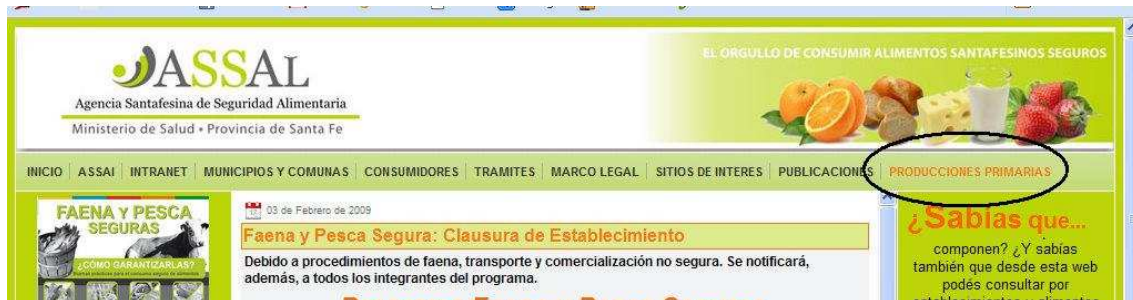 EL ORGULLO DE CONSUMIR ALIMENTOS SANTAFESINOS SEGUROS
ASSAL
Agencia Santafesina de Seguridad Alimentaria
Ministerio de Salud • Provincia de Santa Fe
INICIO ASSAl INTRANET MUNICIPIOS Y COMUNAS CONSUMIDORES TRAMITES MARCO LEGAL SITIOS DE INTERES PUBLICACIONES PRODUCCIONES PRIMARIAS
FAENA Y PESCA
SEGURAS
¿CÓMO GARANTIZARLAS?
03 de Febrero de 2009
Faena y Pesca Segura: Clausura de Establecimiento
Debido a procedimientos de faena, transporte y comercialización no segura. Se notificará,
además, a todos los integrantes del programa.
¿Sabías que...
componen? ¿Y sabías
también que desde esta web
podés consultar por